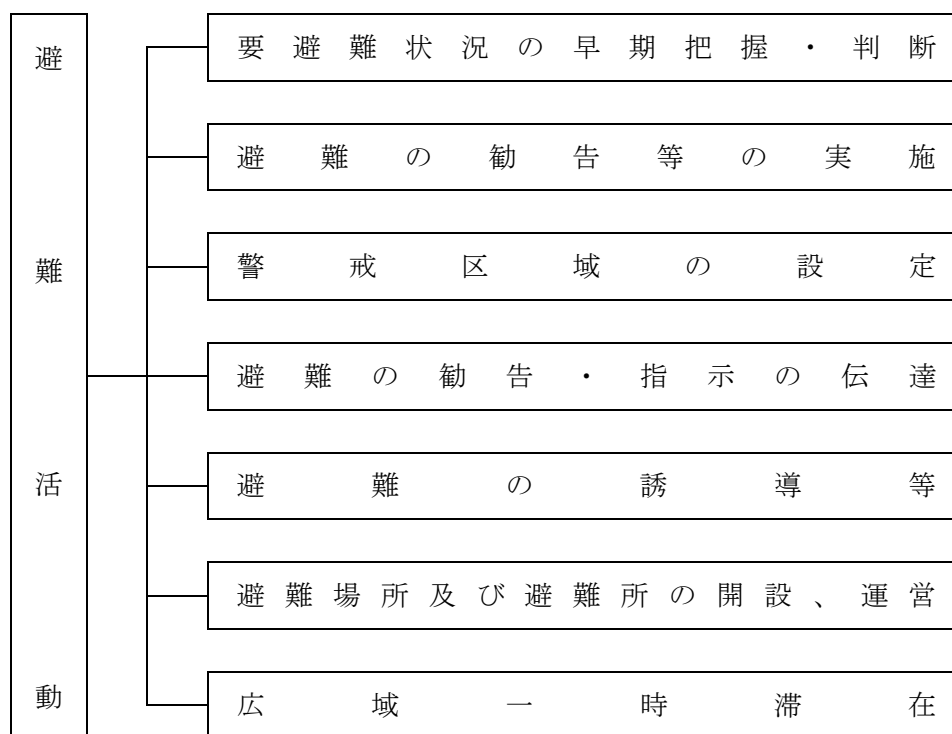 避難活動
要避難状況の早期把握・判断
避難の勧告等の実施
警戒区域の設定
避難の勧告・指示の伝達
避難の誘導等
避難場所及び避難所の開設、運営
広域一時滞在